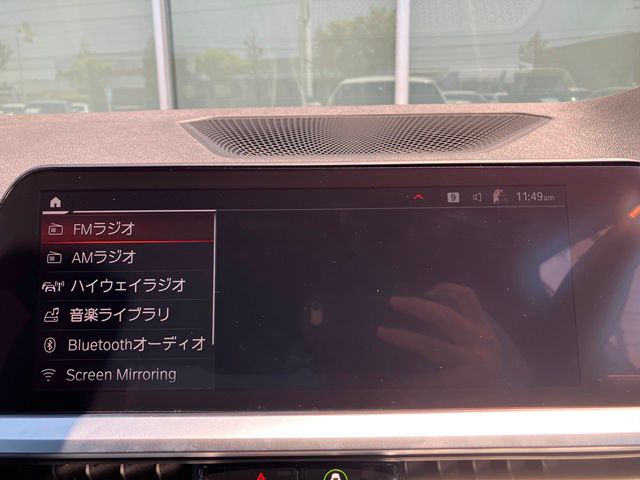 9 11:49am
FMラジオ
AMラジオ
ハイウェイラジオ
音楽ライブラリ
Bluetoothオーディオ
Screen Mirroring